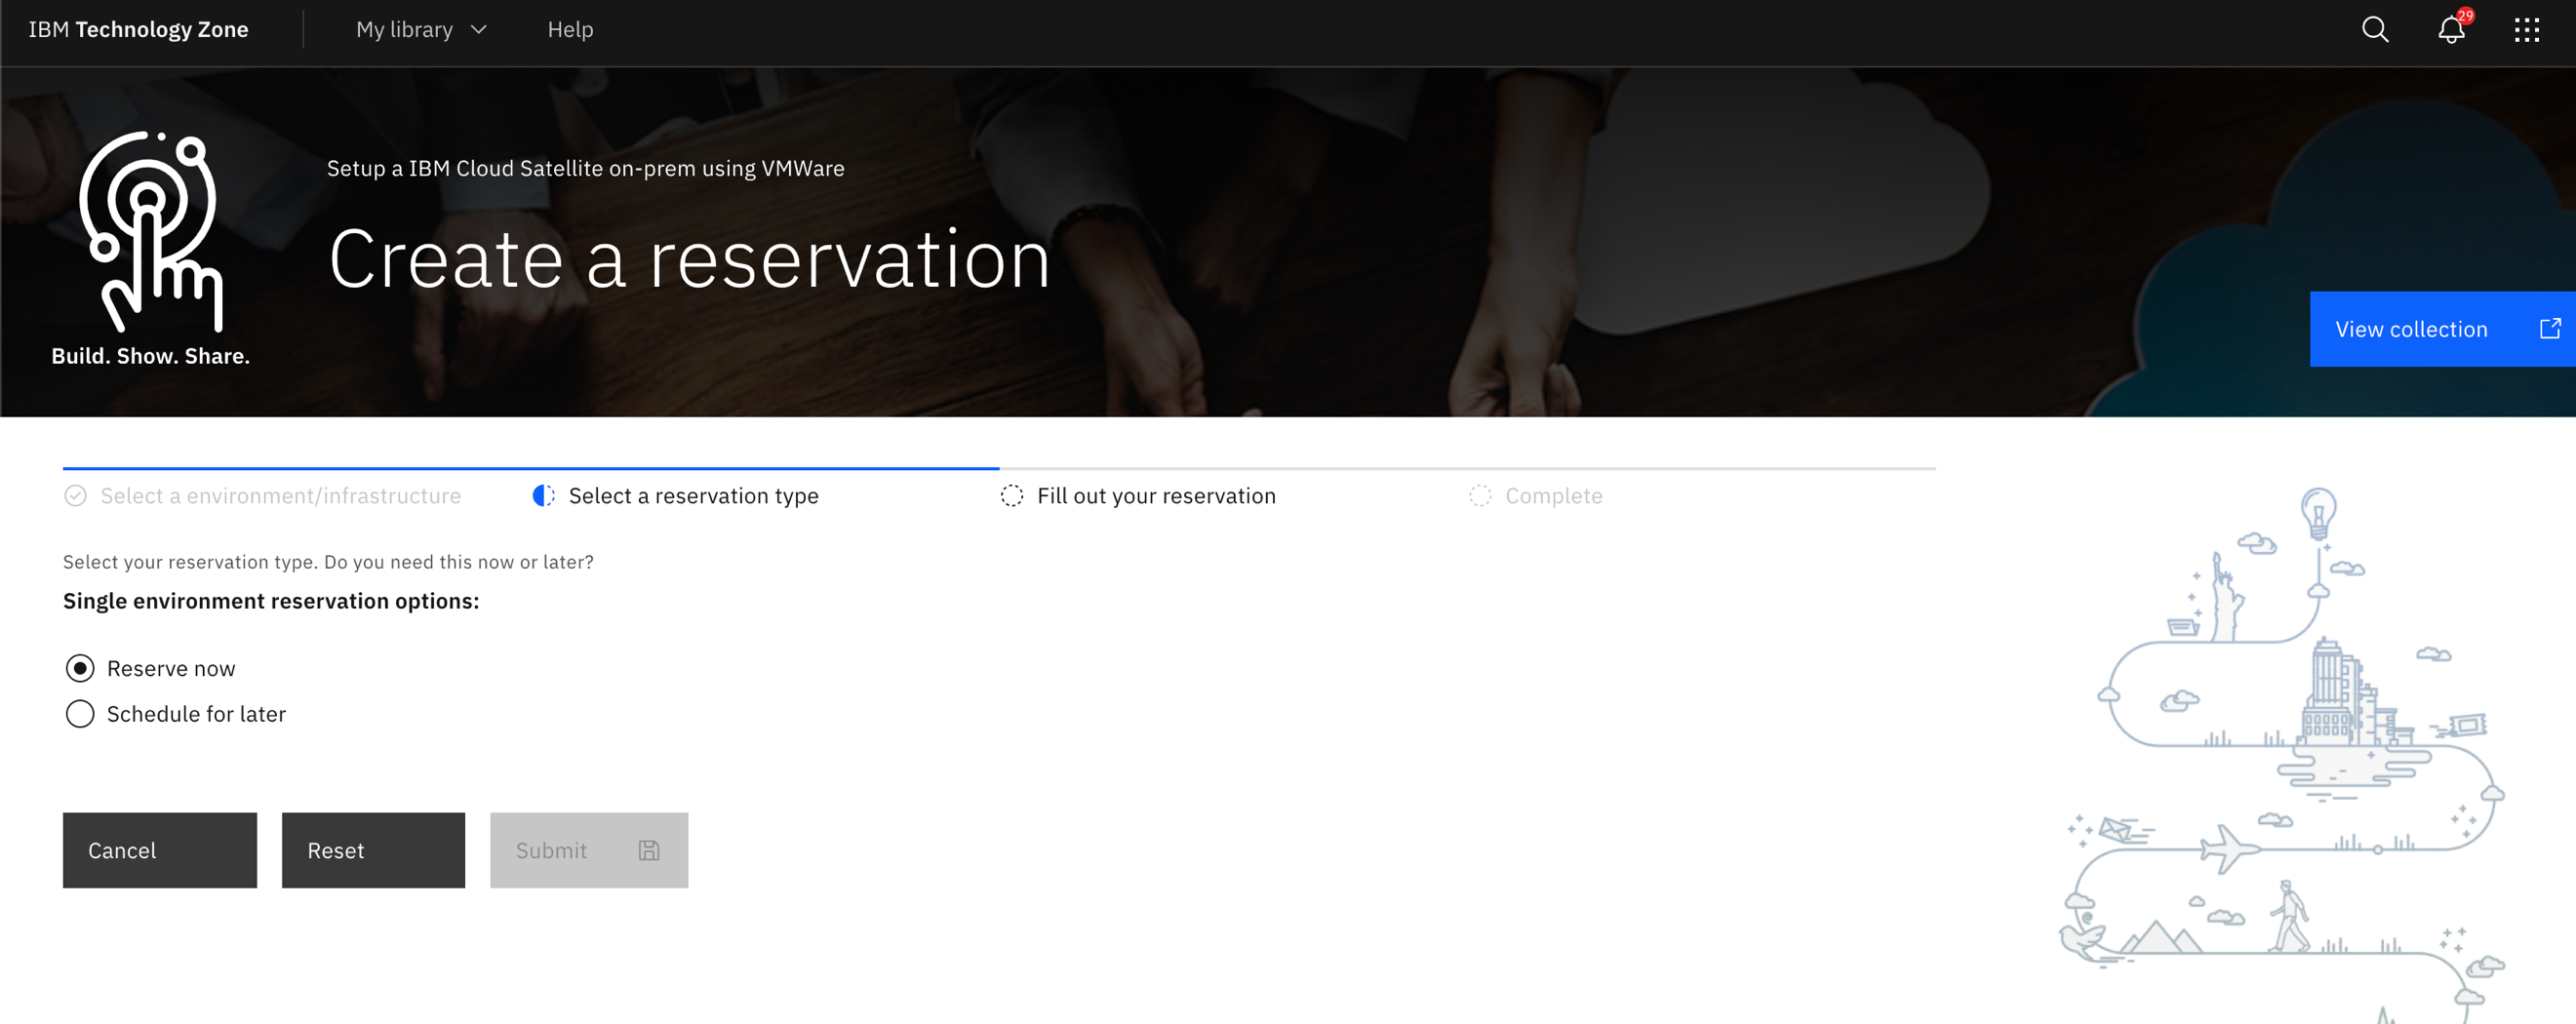 IBM Technology Zone
My library
Help
29
Setup a IBM Cloud Satellite on-prem using VMWare
Create a reservation
Build. Show. Share.
View collection
Select a environment/infrastructure
Select a reservation type
Fill out your reservation
Complete
Select your reservation type. Do you need this now or later?
Single environment reservation options:
Reserve now
Schedule for later
Cancel
Reset
Submit